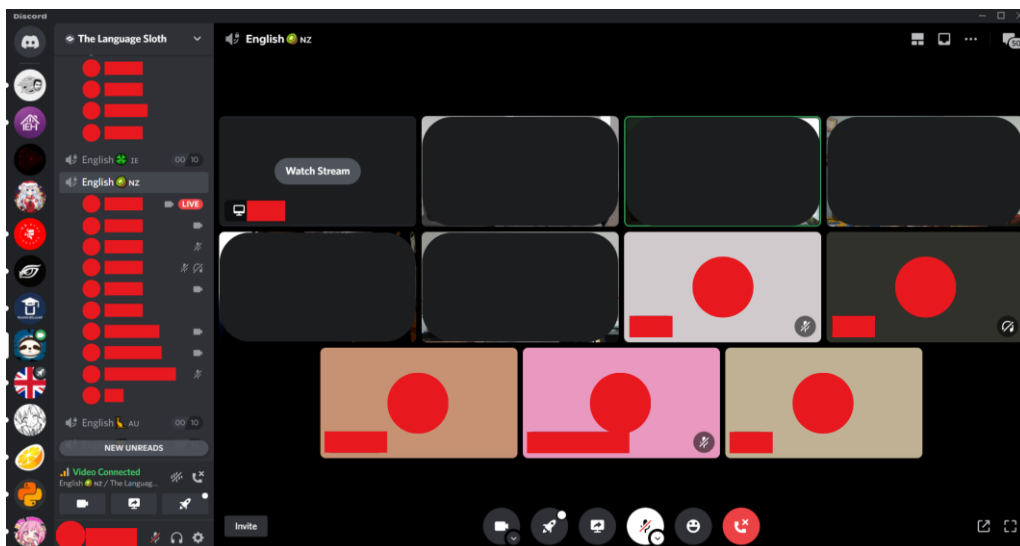 Discord
The Language Sloth
English NZ
50
English IE
00 10
English NZ
LIVE
Watch Stream
English AU
00 10
NEW UNREADS
Video Connected
English NZ / The Languag...
Invite